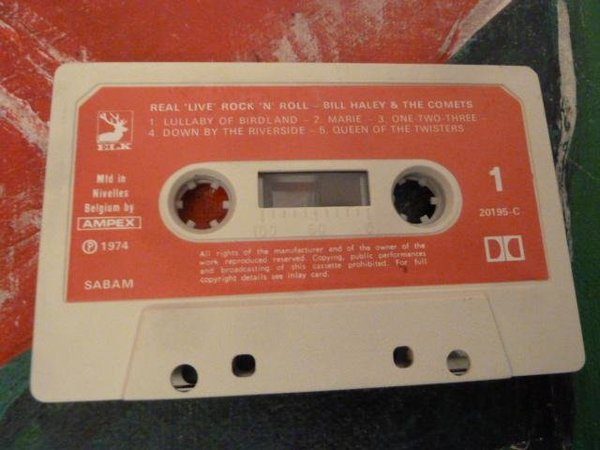 REAL 'LIVE' ROCK 'N' ROLL - BILL HALEY & THE COMETS
1. LULLABY OF BIRDLAND - 2. MARIE - 3. ONE TWO THREE
4. DOWN BY THE RIVERSIDE - 5. QUEEN OF THE TWISTERS
ELK
Mfd in
Nivelles
Belgium by
AMPEX
℗ 1974
SABAM
1
20195-C
100 50
All rights of the manufacturer and of the owner of the
work reproduced reserved. Copying, public performances
and broadcasting of this cassette prohibited. For full
copyright details see inlay card.